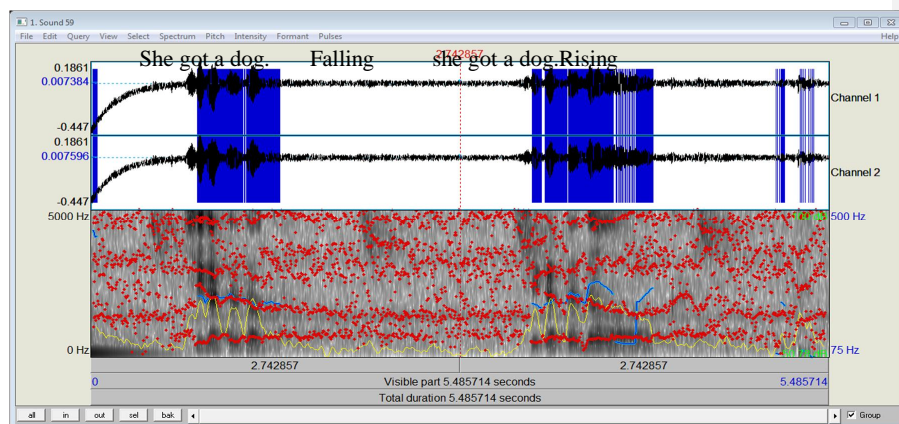 1. Sound 59
File Edit Query View Select Spectrum Pitch Intensity Formant Pulses Help
She got a dog. Falling she got a dog.Rising
2.742857
0.1861
0.007384
-0.447
Channel 1
0.1861
0.007596
-0.447
Channel 2
5000 Hz
500 Hz
0 Hz
75 Hz
2.742857 2.742857
0 Visible part 5.485714 seconds 5.485714
Total duration 5.485714 seconds
all in out sel bak Group